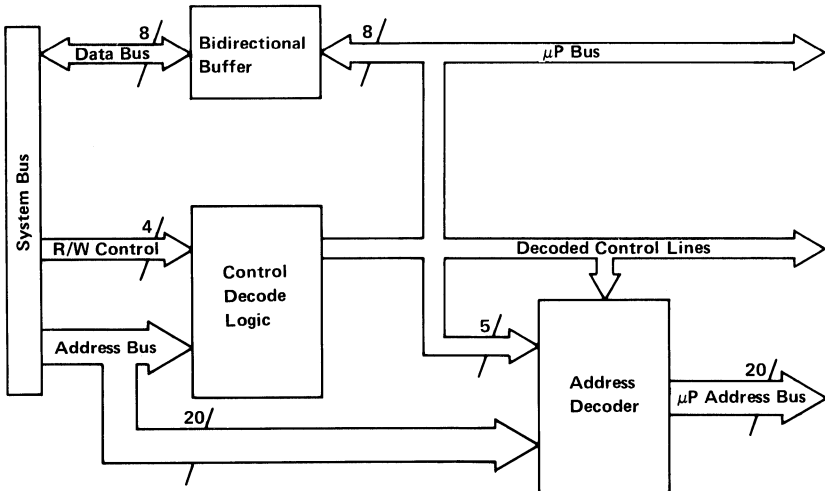 8
Data Bus
Bidirectional
Buffer
8
μP Bus
System Bus
4
R/W Control
Control
Decode
Logic
Decoded Control Lines
Address Bus
5
Address
Decoder
20
μP Address Bus
20